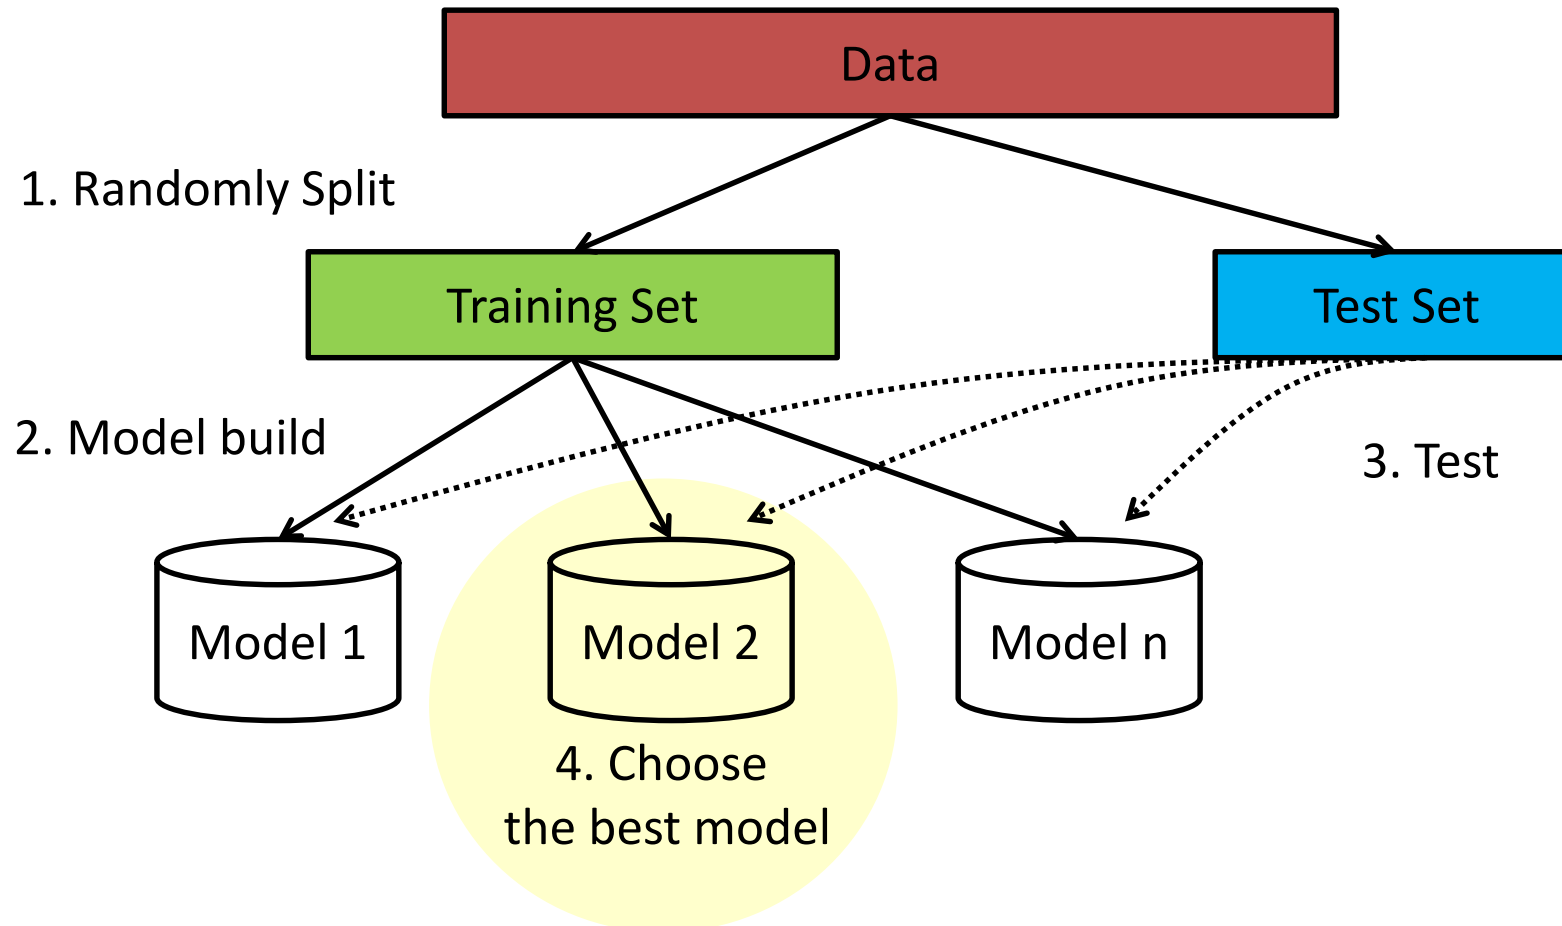 Data
1. Randomly Split
Training Set
Test Set
2. Model build
3. Test
Model 1
Model 2
Model n
4. Choose
the best model